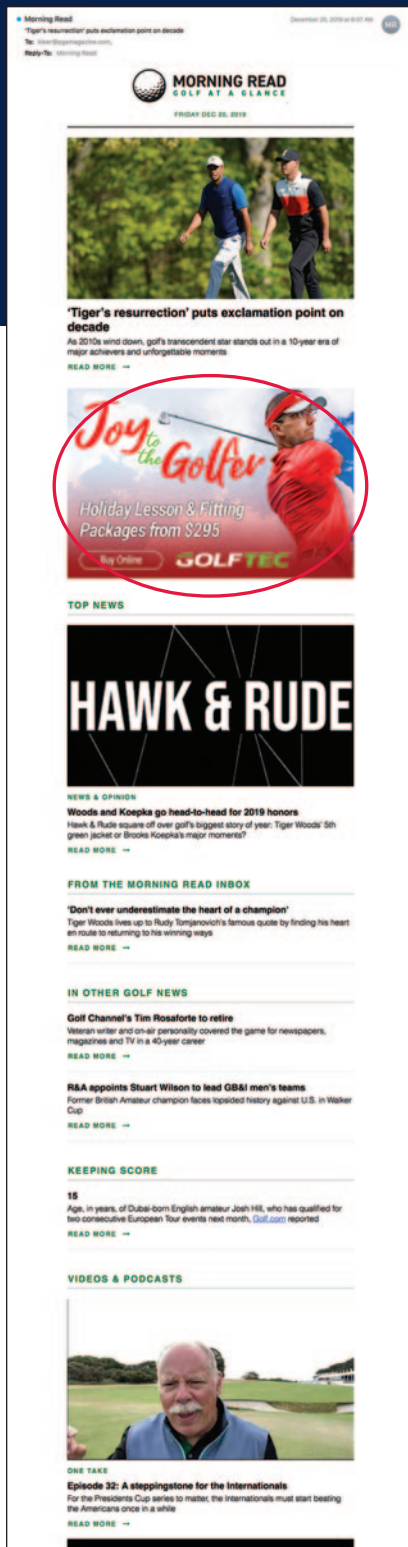 Morning Read
'Tiger's resurrection' puts exclamation point on decade
To:
Reply-To: Morning Read
December 20, 2019 at 6:07 AM
MR
MORNING READ
GOLF AT A GLANCE
FRIDAY DEC 20, 2019
'Tiger's resurrection' puts exclamation point on
decade
As 2010s wind down, golf's transcendent star stands out in a 10-year era of
major achievers and unforgettable moments
READ MORE →
Joy to the Golfer
Holiday Lesson & Fitting
Packages from $295
Buy Online
GOLFTEC
TOP NEWS
HAWK & RUDE
NEWS & OPINION
Woods and Koepka go head-to-head for 2019 honors
Hawk & Rude square off over golf's biggest story of year: Tiger Woods' 5th
green jacket or Brooks Koepka's major moments?
READ MORE →
FROM THE MORNING READ INBOX
'Don't ever underestimate the heart of a champion'
Tiger Woods lives up to Rudy Tomjanovich's famous quote by finding his heart
en route to returning to his winning ways
READ MORE →
IN OTHER GOLF NEWS
Golf Channel's Tim Rosaforte to retire
Veteran writer and on-air personality covered the game for newspapers,
magazines and TV in a 40-year career
READ MORE →
R&A appoints Stuart Wilson to lead GB&I men's teams
Former British Amateur champion faces lopsided history against U.S. in Walker
Cup
READ MORE →
KEEPING SCORE
15
Age, in years, of Dubai-born English amateur Josh Hill, who has qualified for
two consecutive European Tour events next month, Golf.com reported
READ MORE →
VIDEOS & PODCASTS
ONE TAKE
Episode 32: A steppingstone for the Internationals
For the Presidents Cup series to matter, the Internationals must start beating
the Americans once in a while
READ MORE →